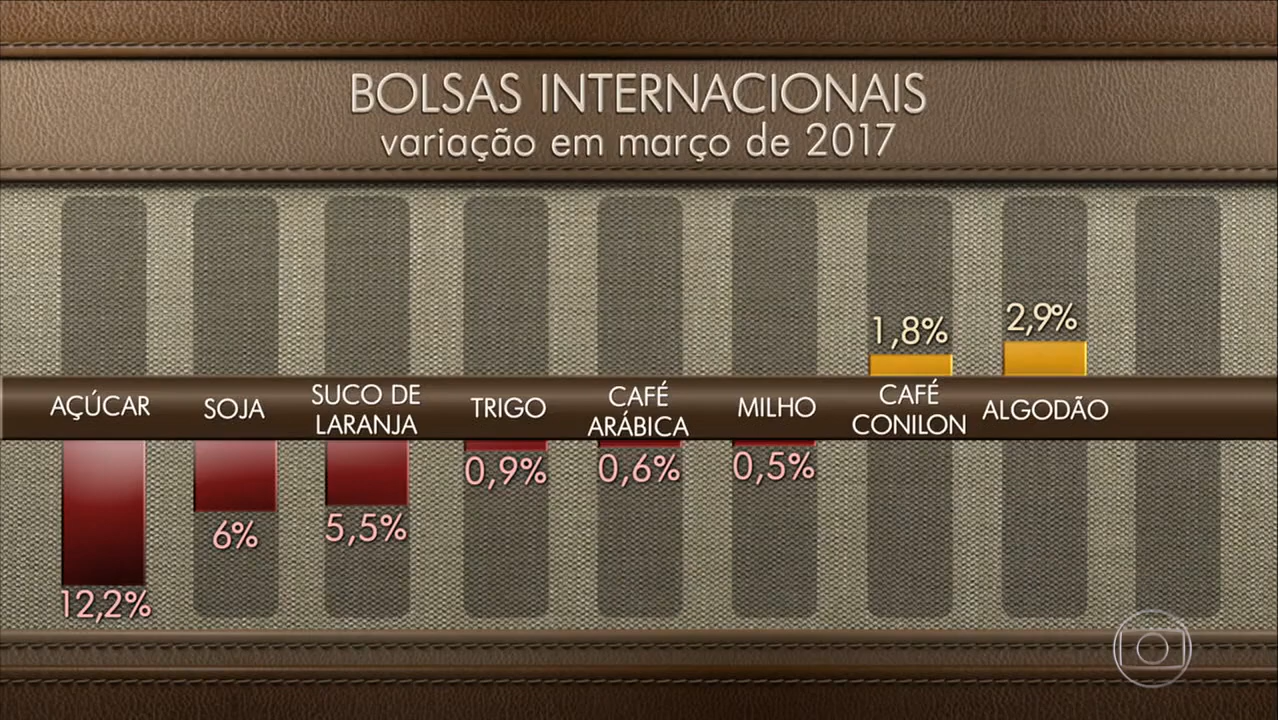 BOLSAS INTERNACIONAIS
variação em março de 2017
1,8%
2,9%
AÇÚCAR
SOJA
SUCO DE
LARANJA
TRIGO
CAFÉ
ARÁBICA
MILHO
CAFÉ
CONILON
ALGODÃO
12,2%
6%
5,5%
0,9%
0,6%
0,5%